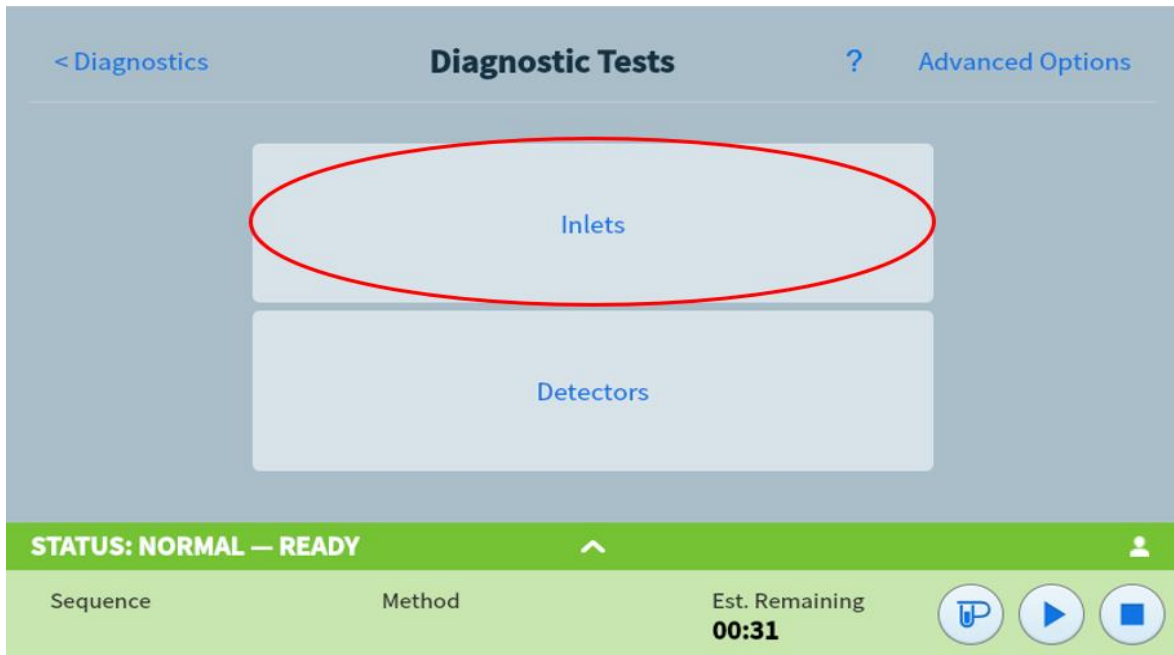 < Diagnostics Diagnostic Tests ? Advanced Options
Inlets
Detectors
STATUS: NORMAL — READY
Sequence Method Est. Remaining
00:31